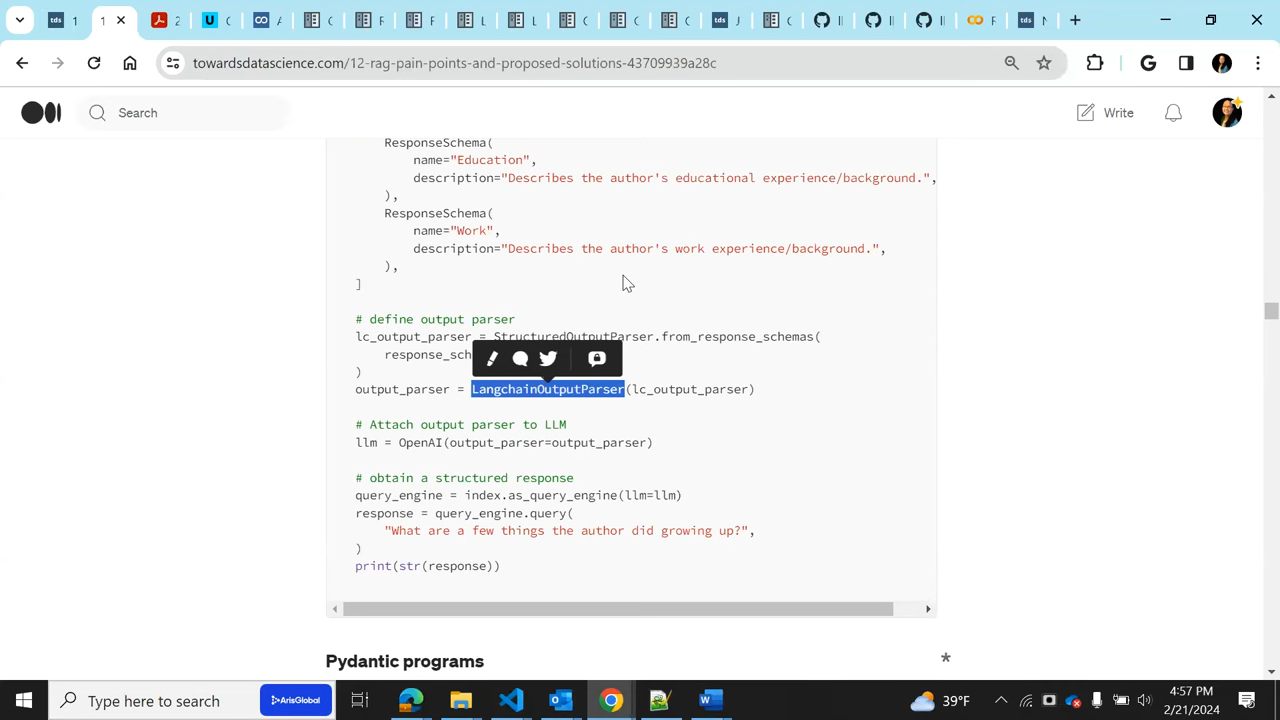 1
2
U
C
A
C
F
F
L
L
C
C
C
J
C
I
I
I
F
N
towardsdatascience.com/12-rag-pain-points-and-proposed-solutions-43709939a28c
Search
Write
ResponseSchema(
name="Education",
description="Describes the author's educational experience/background.",
),
ResponseSchema(
name="Work",
description="Describes the author's work experience/background.",
),
]
# define output parser
lc_output_parser = StructuredOutputParser.from_response_schemas(
response_sch
)
output_parser = LangchainOutputParser(lc_output_parser)
# Attach output parser to LLM
llm = OpenAI(output_parser=output_parser)
# obtain a structured response
query_engine = index.as_query_engine(llm=llm)
response = query_engine.query(
"What are a few things the author did growing up?",
)
print(str(response))
Pydantic programs
*
Type here to search
ArisGlobal
39°F
4:57 PM
2/21/2024